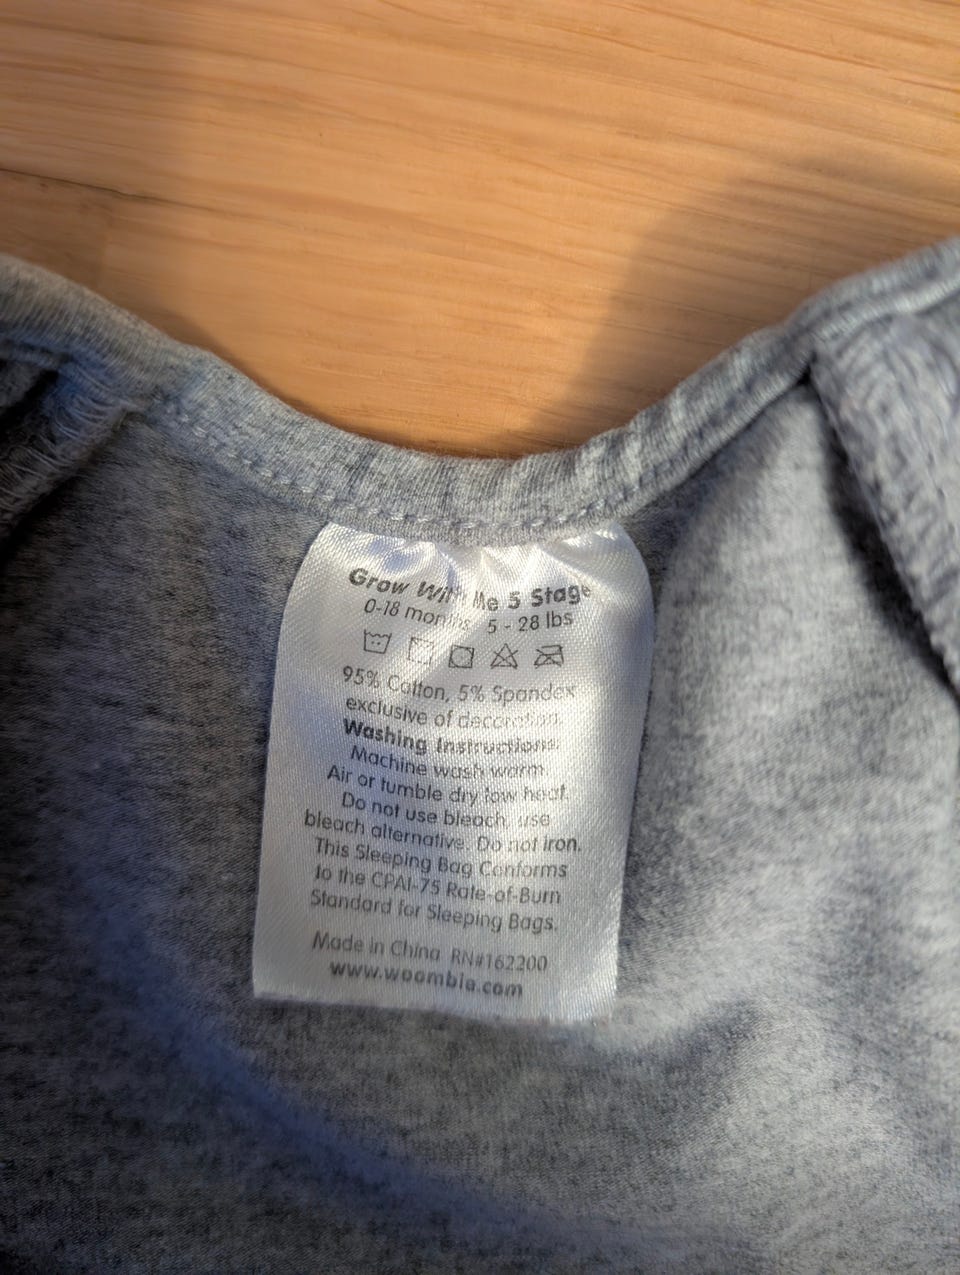 Grow With Me 5 Stage
0-18 months 5 - 28 lbs
95% Cotton, 5% Spandex
exclusive of decoration.
Washing Instructions:
Machine wash warm.
Air or tumble dry low heat.
Do not use bleach, use
bleach alternative. Do not iron.
This Sleeping Bag Conforms
to the CPAI-75 Rate-of-Burn
Standard for Sleeping Bags.
Made in China RN#162200
www.woombie.com